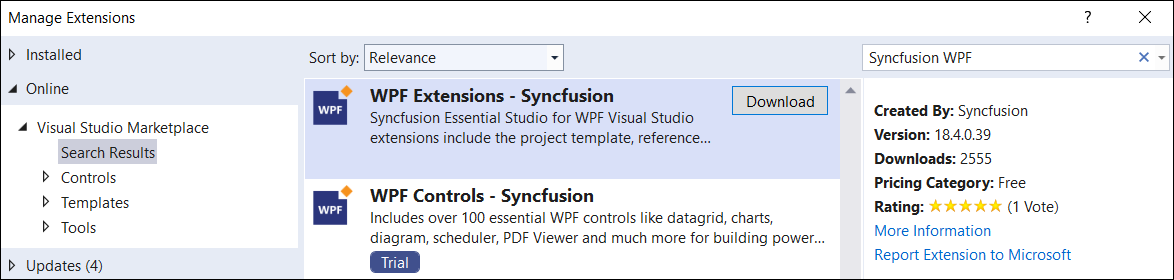 Manage Extensions
?
Installed
Sort by: Relevance
Syncfusion WPF
Online
Visual Studio Marketplace
Search Results
Controls
Templates
Tools
Updates (4)
WPF
WPF Extensions - Syncfusion
Download
Syncfusion Essential Studio for WPF Visual Studio
extensions include the project template, reference...
WPF
WPF Controls - Syncfusion
Includes over 100 essential WPF controls like datagrid, charts,
diagram, scheduler, PDF Viewer and much more for building power...
Trial
Created By: Syncfusion
Version: 18.4.0.39
Downloads: 2555
Pricing Category: Free
Rating: (1 Vote)
More Information
Report Extension to Microsoft